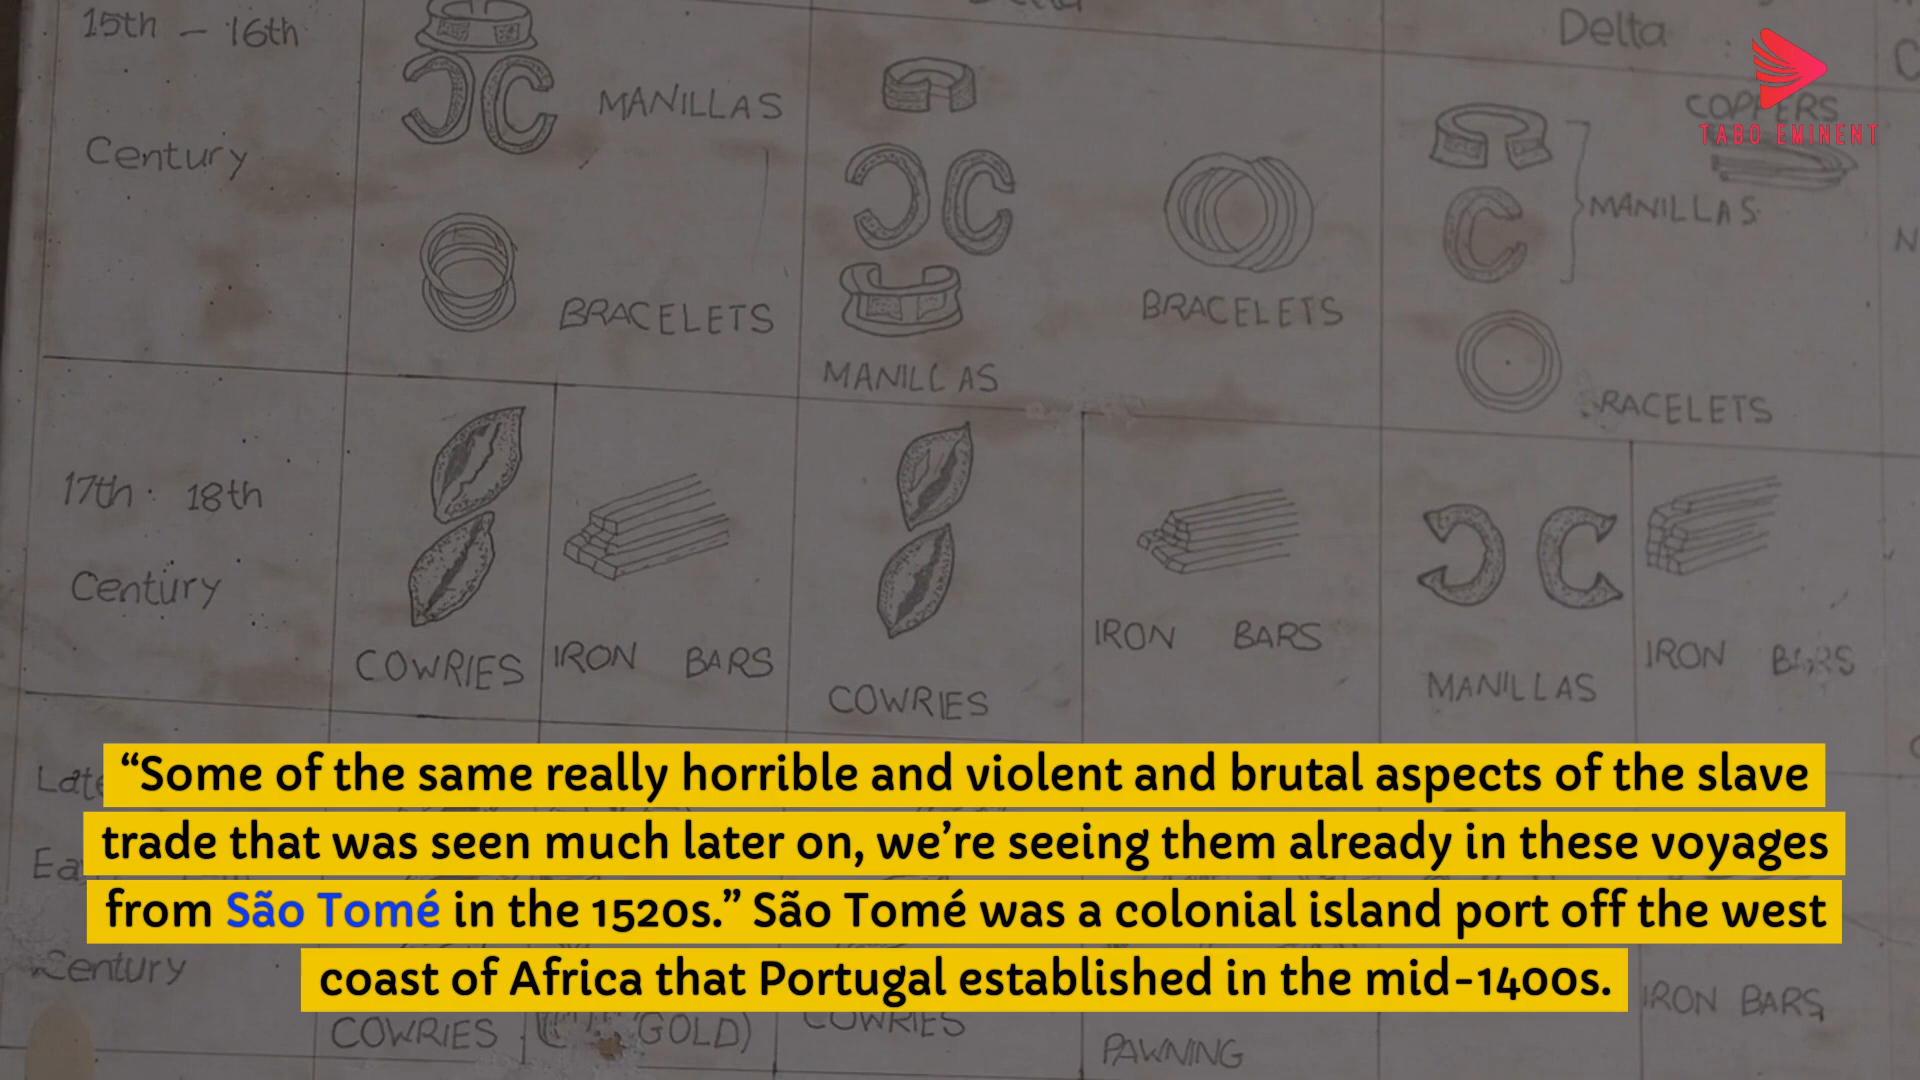 Delta
15th - 16th
Century
MANILLAS
BRACELETS
MANILLAS
BRACELETS
COPPERS
TABO EMINENT
MANILLAS
RACELETS
17th · 18th
Century
COWRIES
IRON BARS
COWRIES
IRON BARS
MANILLAS
IRON BARS
“Some of the same really horrible and violent and brutal aspects of the slave
trade that was seen much later on, we’re seeing them already in these voyages
from São Tomé in the 1520s.” São Tomé was a colonial island port off the west
coast of Africa that Portugal established in the mid-1400s.
Century
COWRIES
GOLD)
COWRIES
PAWNING
IRON BARS